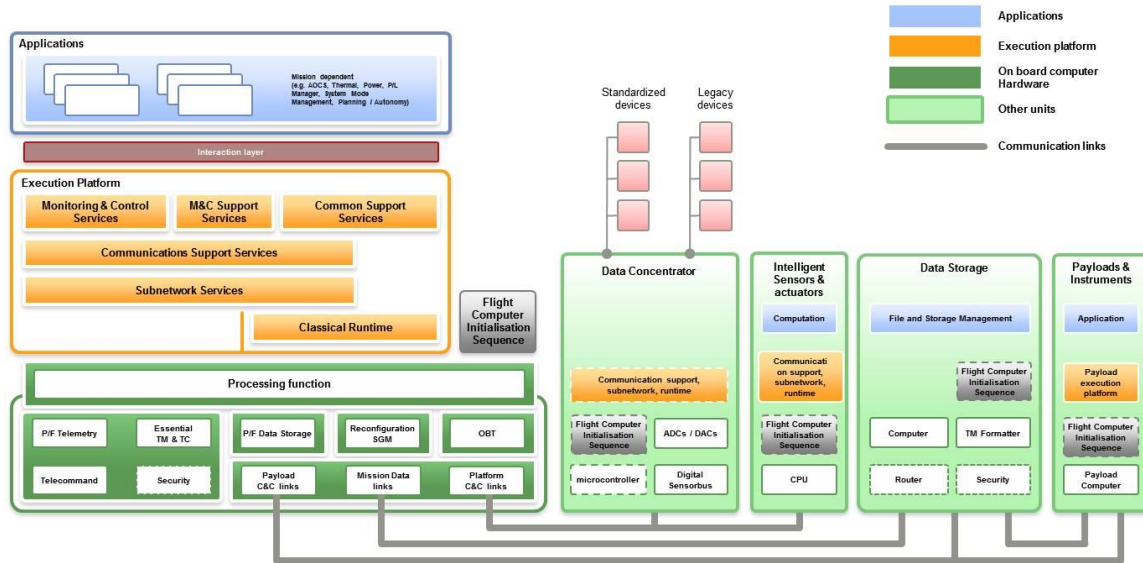 Applications
Mission dependent
(e.g. AOCS, Thermal, Power, P/L
Manager, System Mode
Management, Planning / Autonomy)
Interaction layer
Execution Platform
Monitoring & Control
Services
M&C Support
Services
Common Support
Services
Communications Support Services
Subnetwork Services
Classical Runtime
Flight
Computer
Initialisation
Sequence
Processing function
P/F Telemetry
Essential
TM & TC
Telecommand
Security
P/F Data Storage
Reconfiguration
SGM
OBT
Payload
C&C links
Mission Data
links
Platform
C&C links
Standardized
devices
Legacy
devices
Data Concentrator
Communication support,
subnetwork, runtime
Flight Computer
Initialisation
Sequence
ADCs / DACs
microcontroller
Digital
Sensorbus
Intelligent
Sensors &
actuators
Computation
Communicati
on support,
subnetwork,
runtime
Flight Computer
Initialisation
Sequence
CPU
Data Storage
File and Storage Management
Flight Computer
Initialisation
Sequence
Computer
TM Formatter
Router
Security
Payloads &
Instruments
Application
Payload
execution
platform
Flight Computer
Initialisation
Sequence
Payload
Computer
Applications
Execution platform
On board computer
Hardware
Other units
Communication links